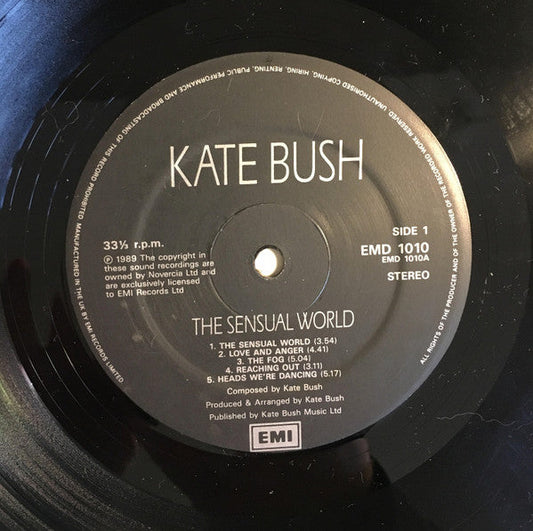 UNAUTHORISED COPYING, HIRING, RENTING, PUBLIC PERFORMANCE AND BROADCASTING OF THIS RECORD PROHIBITED. MANUFACTURED IN THE UK BY EMI RECORDS LIMITED.
ALL RIGHTS OF THE PRODUCER AND OF THE OWNER OF THE RECORDED WORK RESERVED
KATE BUSH
33⅓ r.p.m.
SIDE 1
EMD 1010
EMD 1010A
STEREO
℗ 1989 The copyright in
these sound recordings are
owned by Novercia Ltd and
are exclusively licensed
to EMI Records Ltd
THE SENSUAL WORLD
1. THE SENSUAL WORLD (3.54)
2. LOVE AND ANGER (4.41)
3. THE FOG (5.04)
4. REACHING OUT (3.11)
5. HEADS WE'RE DANCING (5.17)
Composed by Kate Bush
Produced & Arranged by Kate Bush
Published by Kate Bush Music Ltd
EMI